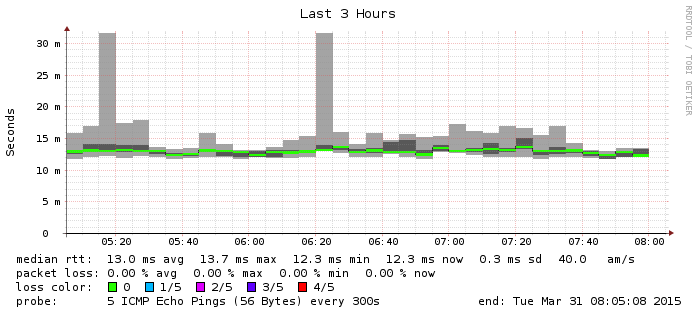 Last 3 Hours
RRDTOOL / TOBI OETIKER
Seconds
30 m
25 m
20 m
15 m
10 m
5 m
0
05:20 05:40 06:00 06:20 06:40 07:00 07:20 07:40 08:00
median rtt: 13.0 ms avg 13.7 ms max 12.3 ms min 12.3 ms now 0.3 ms sd 40.0 am/s
packet loss: 0.00 % avg 0.00 % max 0.00 % min 0.00 % now
loss color: 0 1/5 2/5 3/5 4/5
probe: 5 ICMP Echo Pings (56 Bytes) every 300s end: Tue Mar 31 08:05:08 2015